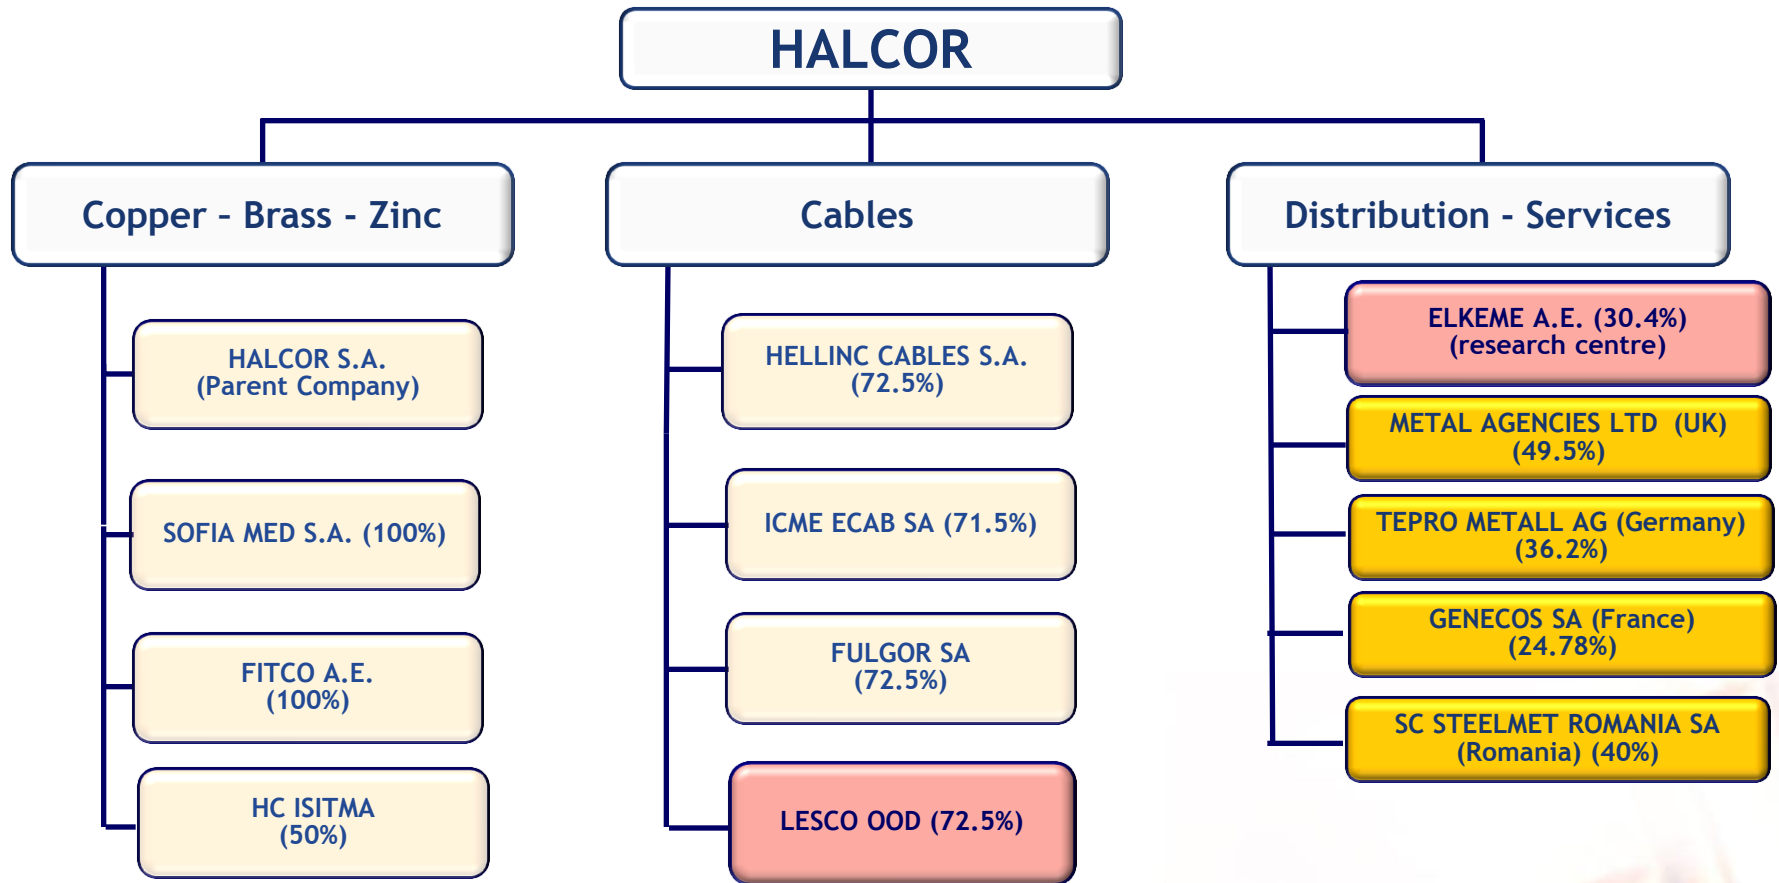 HALCOR
Copper – Brass - Zinc
HALCOR S.A.
(Parent Company)
SOFIA MED S.A. (100%)
FITCO A.E.
(100%)
HC ISITMA
(50%)
Cables
HELLINC CABLES S.A.
(72.5%)
ICME ECAB SA (71.5%)
FULGOR SA
(72.5%)
LESCO OOD (72.5%)
Distribution - Services
ELKEME A.E. (30.4%)
(research centre)
METAL AGENCIES LTD (UK)
(49.5%)
TEPRO METALL AG (Germany)
(36.2%)
GENECOS SA (France)
(24.78%)
SC STEELMET ROMANIA SA
(Romania) (40%)